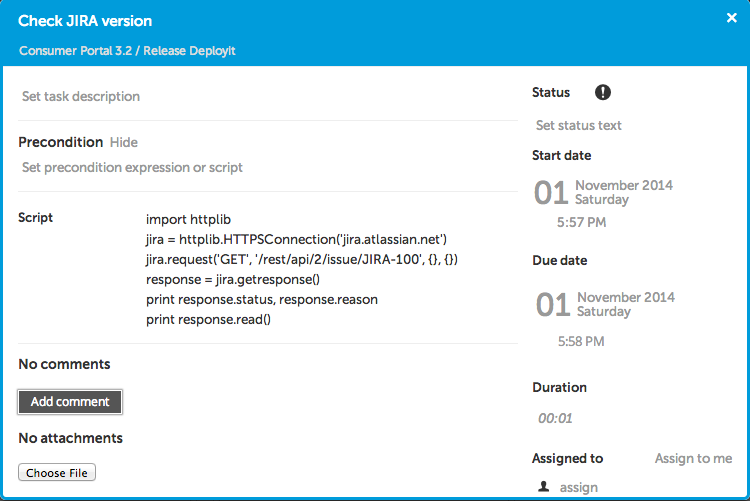 Check JIRA version
Consumer Portal 3.2 / Release DeployIt
Set task description
Precondition Hide
Set precondition expression or script
Script
import httplib
jira = httplib.HTTPSConnection('jira.atlassian.net')
jira.request('GET', '/rest/api/2/issue/JIRA-100', {}, {})
response = jira.getresponse()
print response.status, response.reason
print response.read()
No comments
Add comment
No attachments
Choose File
Status
Set status text
Start date
01 November 2014
Saturday
5:57 PM
Due date
01 November 2014
Saturday
5:58 PM
Duration
00:01
Assigned to Assign to me
assign